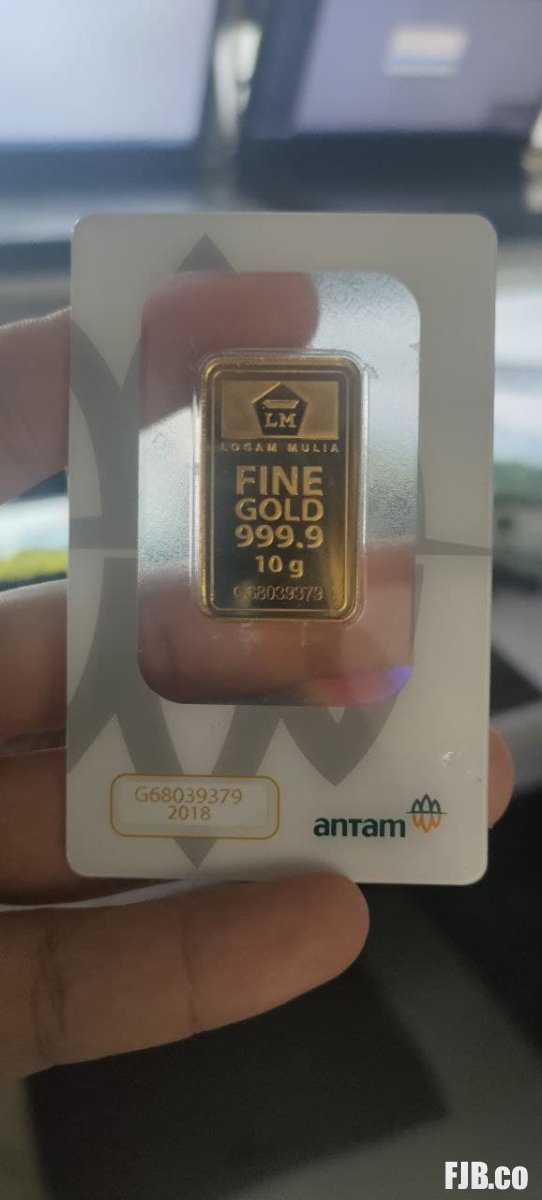 LM
LOGAM MULIA
FINE
GOLD
999.9
10 g
G68039379
G68039379
2018
antam
FJB.co